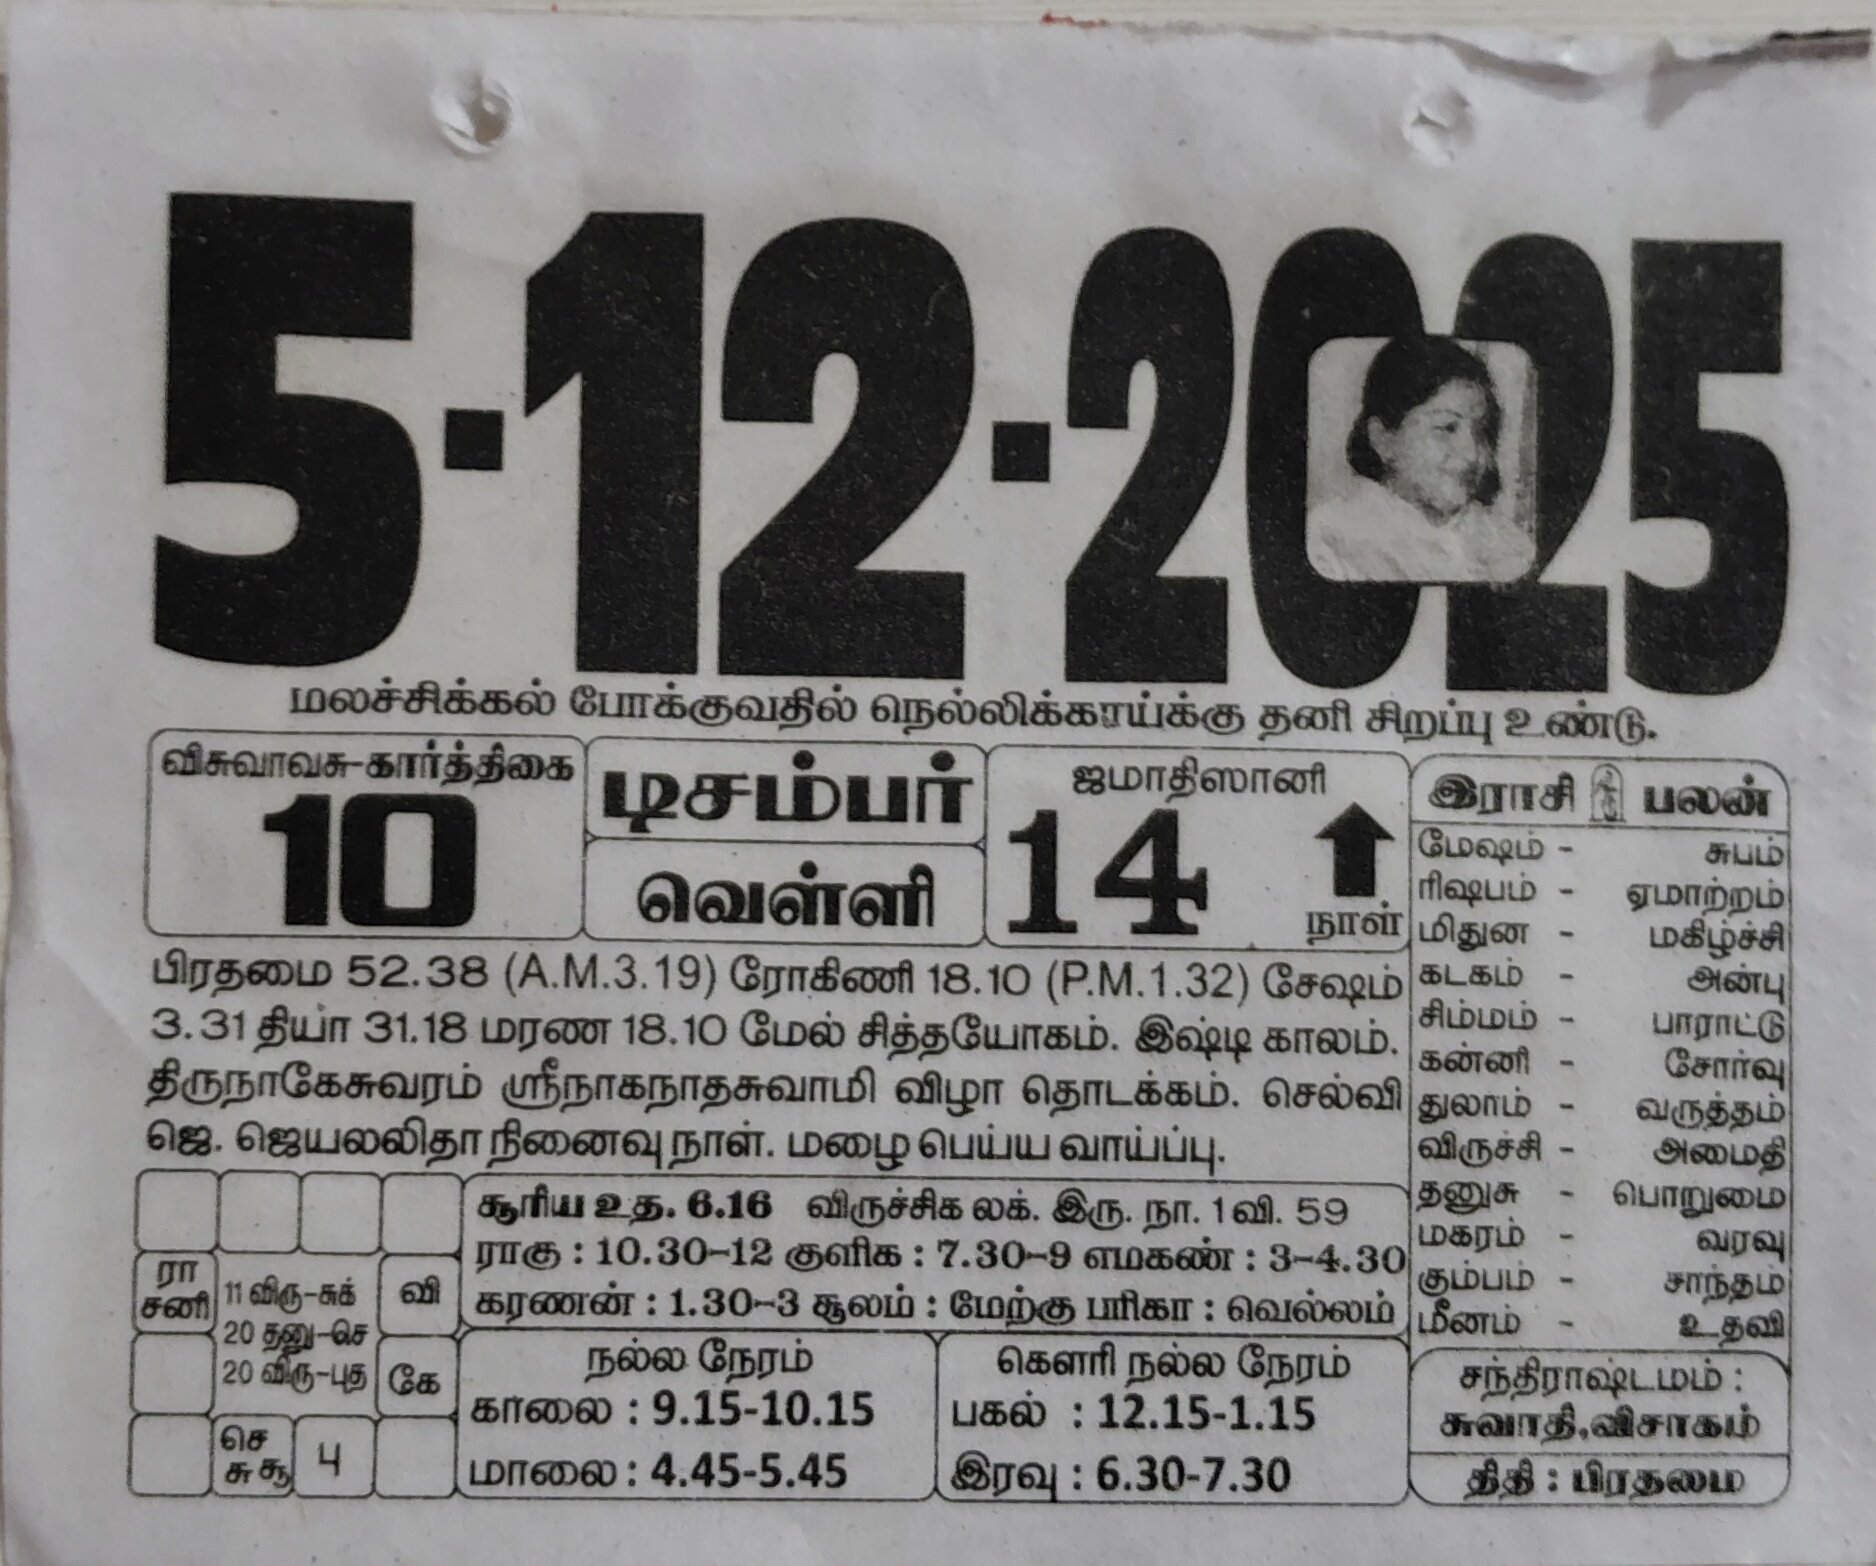 5-12-2025
மலச்சிக்கல் போக்குவதில் நெல்லிக்காய்க்கு தனி சிறப்பு உண்டு.
விசுவாவசு-கார்த்திகை
10
டிசம்பர்
வெள்ளி
ஜமாதிஸானி
14
நாள்
பிரதமை 52.38 (A.M.3.19) ரோகிணி 18.10 (P.M.1.32) சேஷம்
3.31 தியா 31.18 மரண 18.10 மேல் சித்தயோகம். இஷ்டி காலம்.
திருநாகேசுவரம் ஸ்ரீநாகநாதசுவாமி விழா தொடக்கம். செல்வி
ஜெ. ஜெயலலிதா நினைவு நாள். மழை பெய்ய வாய்ப்பு.
இராசி பலன்
மேஷம் - சுபம்
ரிஷபம் - ஏமாற்றம்
மிதுன - மகிழ்ச்சி
கடகம் - அன்பு
சிம்மம் - பாராட்டு
கன்னி - சோர்வு
துலாம் - வருத்தம்
விருச்சி - அமைதி
தனுசு - பொறுமை
மகரம் - வரவு
கும்பம் - சாந்தம்
மீனம் - உதவி
ரா
சனி
11 விரு-சுக்
20 தனு-செ
20 விரு-புத
வி
கே
செ
சு சூ
பு
சூரிய உத. 6.16 விருச்சிக லக். இரு. நா. 1 வி. 59
ராகு : 10.30-12 குளிக : 7.30-9 எமகண் : 3-4.30
கரணன் : 1.30-3 சூலம் : மேற்கு பரிகா : வெல்லம்
நல்ல நேரம்
காலை : 9.15-10.15
மாலை : 4.45-5.45
கௌரி நல்ல நேரம்
பகல் : 12.15-1.15
இரவு : 6.30-7.30
சந்திராஷ்டமம் :
சுவாதி,விசாகம்
திதி : பிரதமை